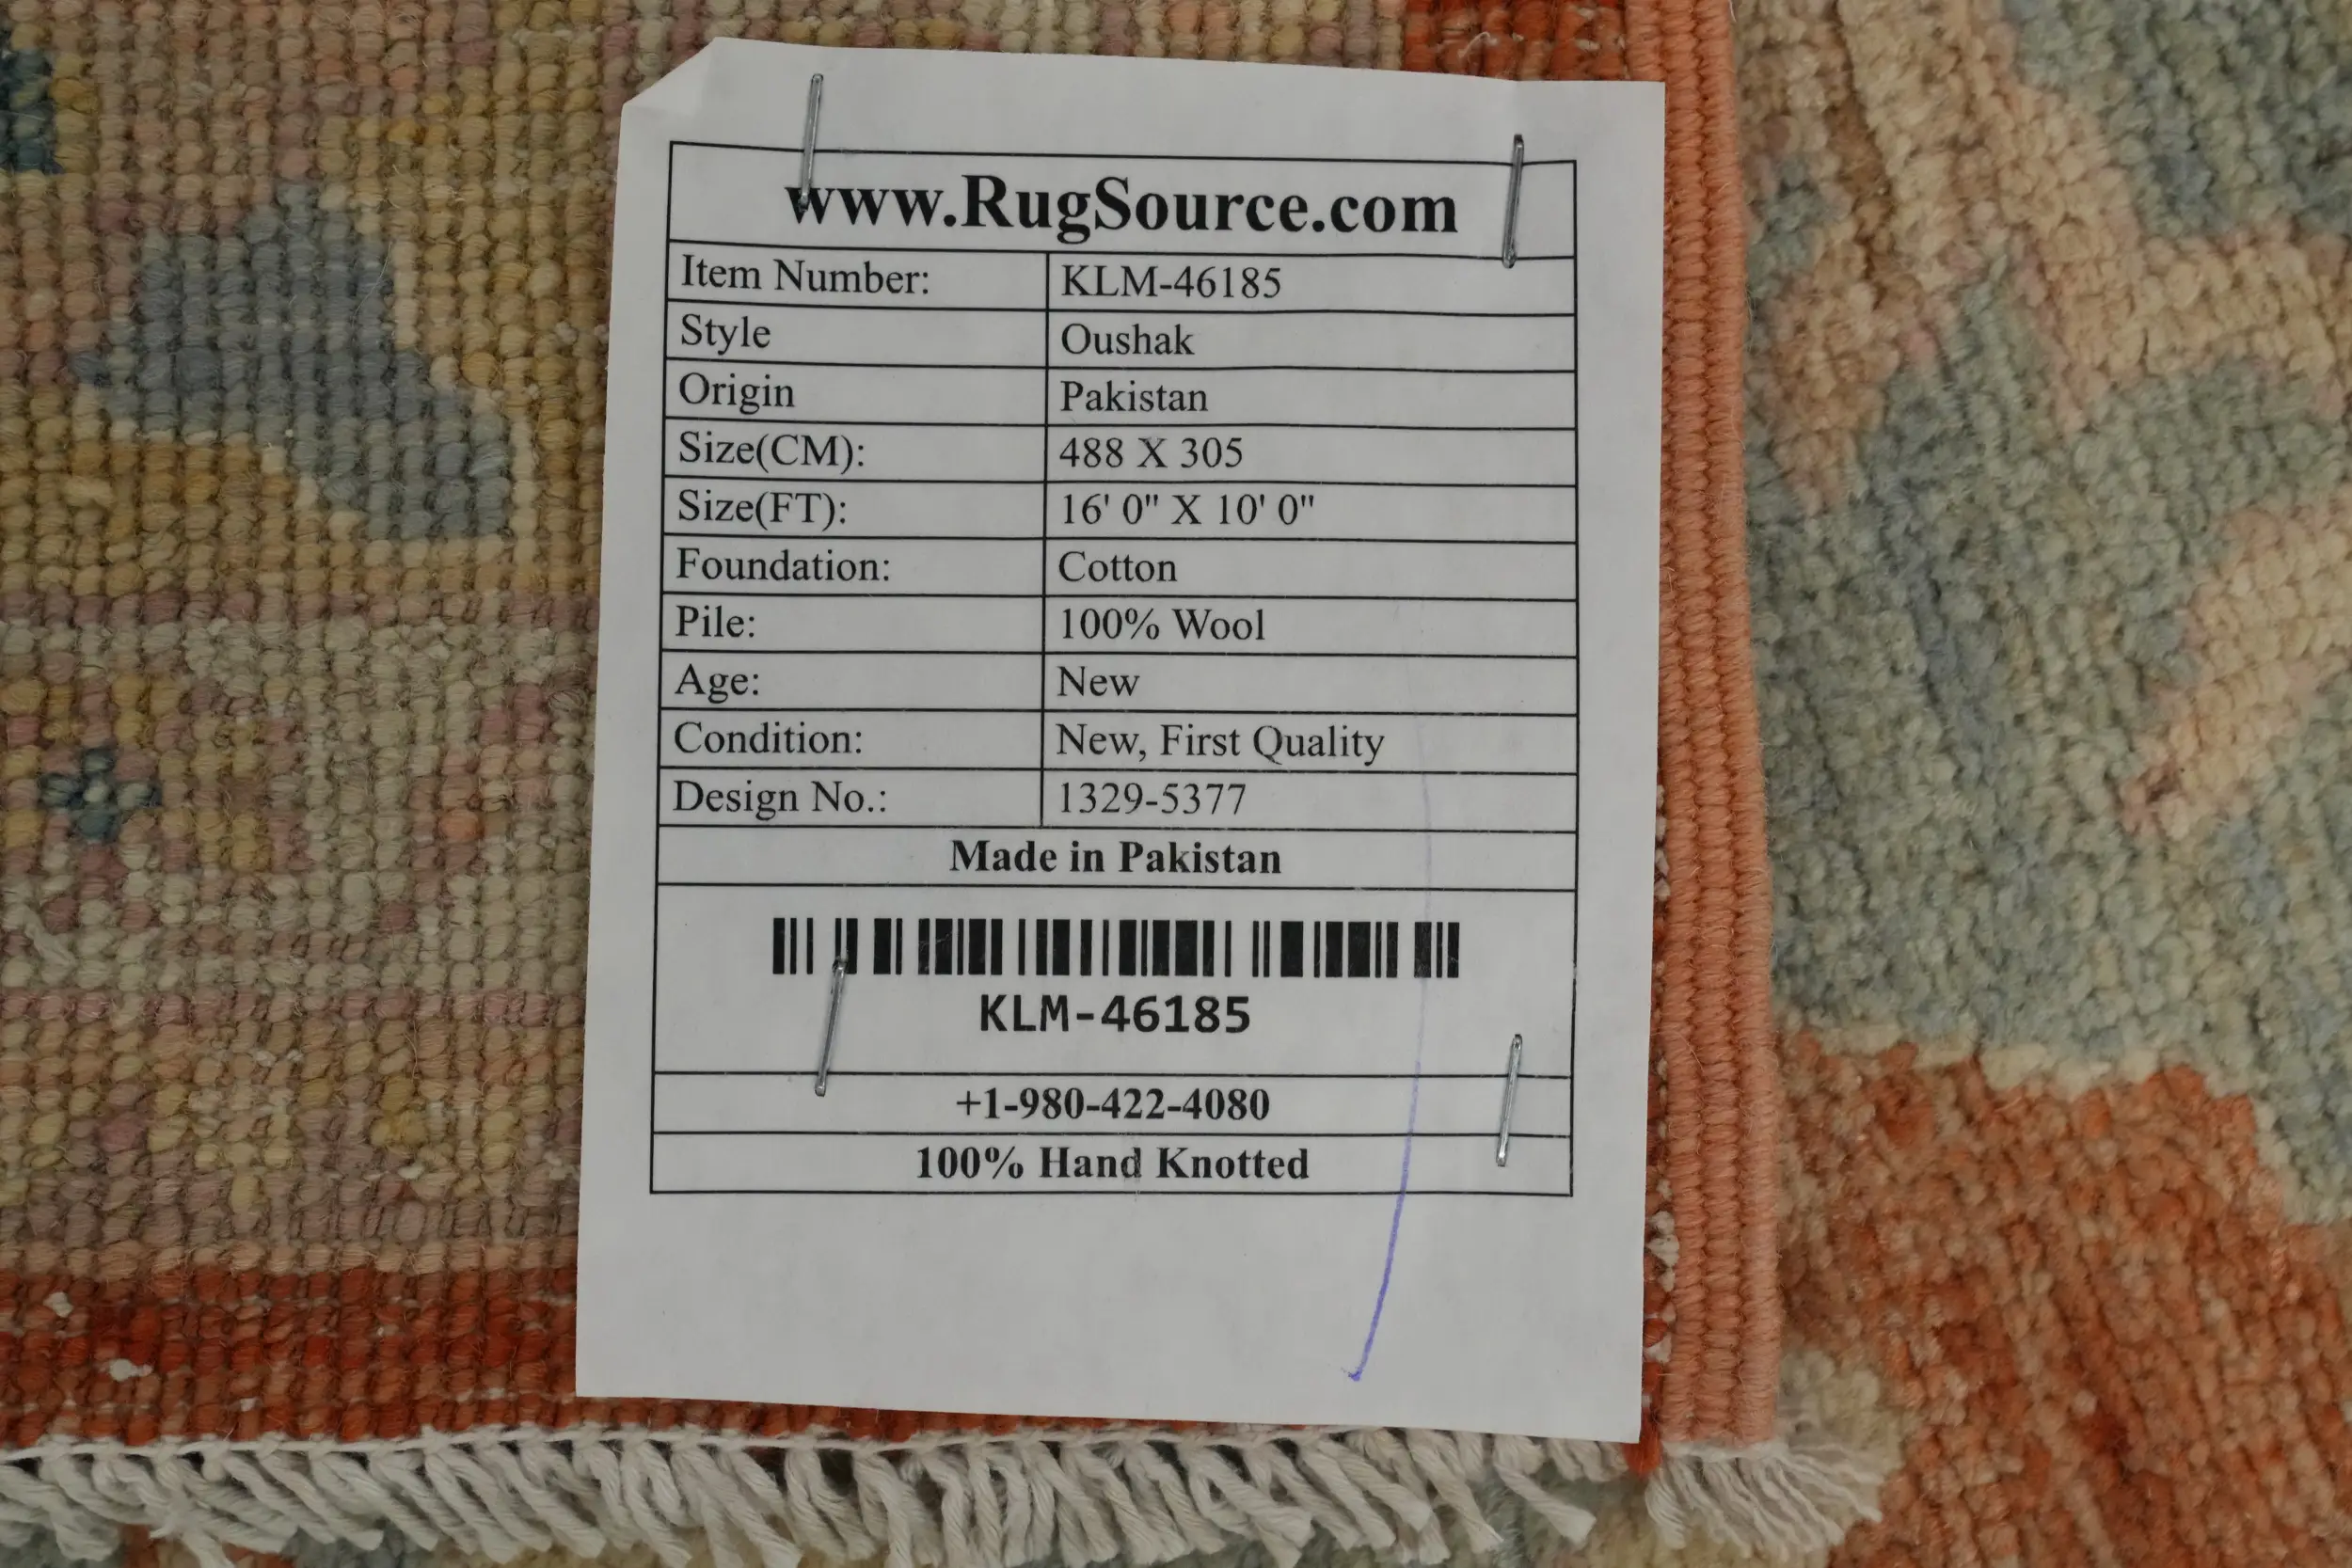 www.RugSource.com
Item Number: KLM-46185
Style Oushak
Origin Pakistan
Size(CM): 488 X 305
Size(FT): 16' 0" X 10' 0"
Foundation: Cotton
Pile: 100% Wool
Age: New
Condition: New, First Quality
Design No.: 1329-5377
Made in Pakistan
KLM-46185
+1-980-422-4080
100% Hand Knotted